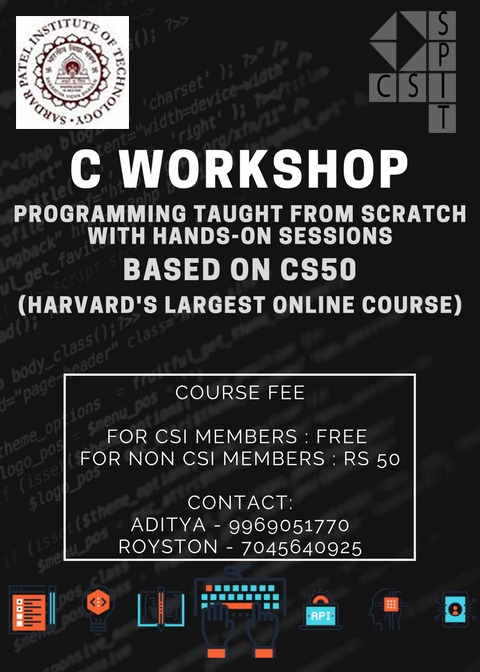 SARDAR PATEL INSTITUTE OF TECHNOLOGY
S
P
CSI
T
C WORKSHOP
PROGRAMMING TAUGHT FROM SCRATCH
WITH HANDS-ON SESSIONS
BASED ON CS50
(HARVARD'S LARGEST ONLINE COURSE)
COURSE FEE
FOR CSI MEMBERS : FREE
FOR NON CSI MEMBERS : RS 50
CONTACT:
ADITYA - 9969051770
ROYSTON - 7045640925
API